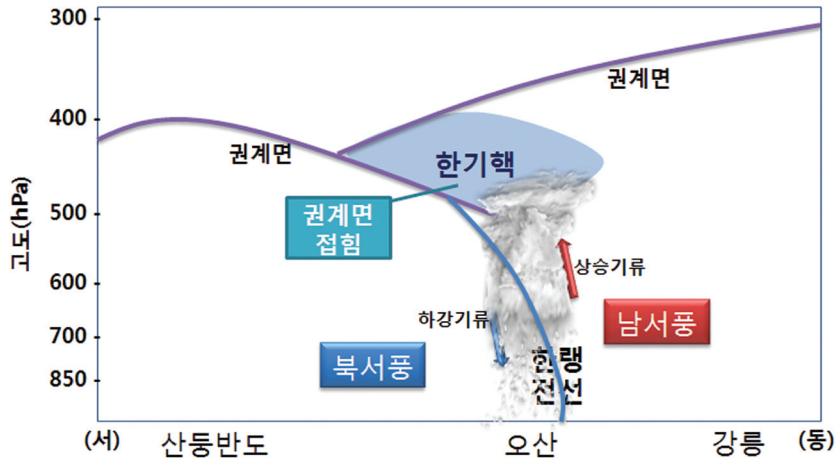 300
400
500
600
700
850
고도(hPa)
권계면
권계면
한기핵
권계면
접힘
상승기류
하강기류
남서풍
북서풍
한랭
전선
(서)
산둥반도
오산
강릉
(동)